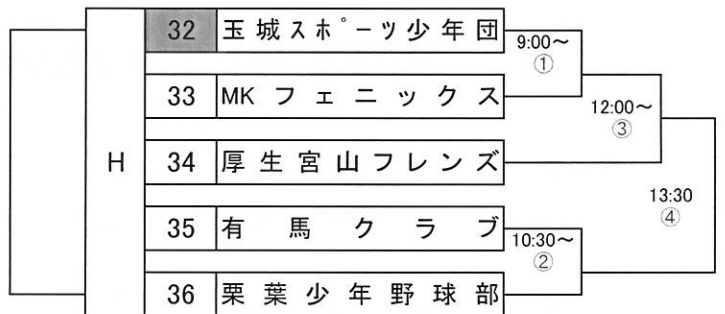 32 玉城スポーツ少年団
9:00～
①
33 MKフェニックス
12:00～
③
H 34 厚生宮山フレンズ
13:30
④
35 有馬クラブ
10:30～
②
36 栗葉少年野球部